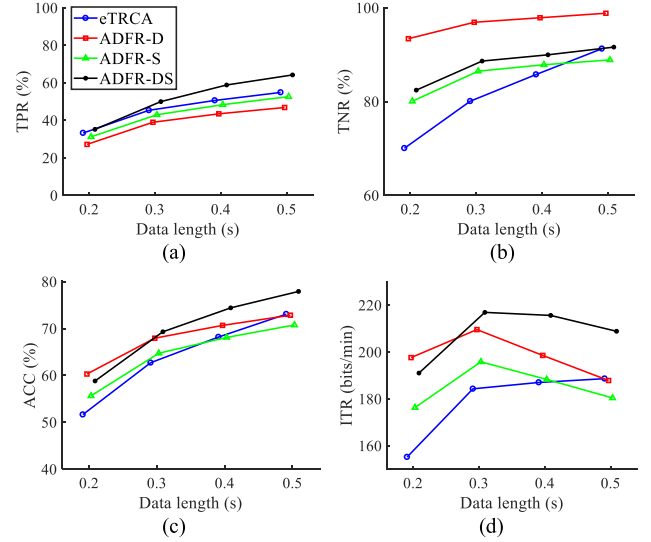 100
80
60
40
20
0
TPR (%)
eTRCA
ADFR-D
ADFR-S
ADFR-DS
0.2
0.3
0.4
0.5
Data length (s)
(a)
100
80
60
TNR (%)
0.2
0.3
0.4
0.5
Data length (s)
(b)
80
70
60
50
40
ACC (%)
0.2
0.3
0.4
0.5
Data length (s)
(c)
220
200
180
160
ITR (bits/min)
0.2
0.3
0.4
0.5
Data length (s)
(d)